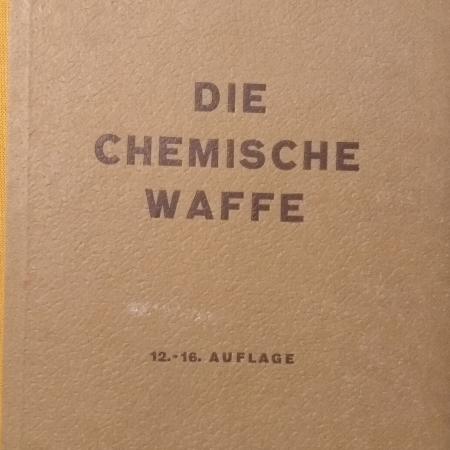 DIE
CHEMISCHE
WAFFE
12.-16. AUFLAGE